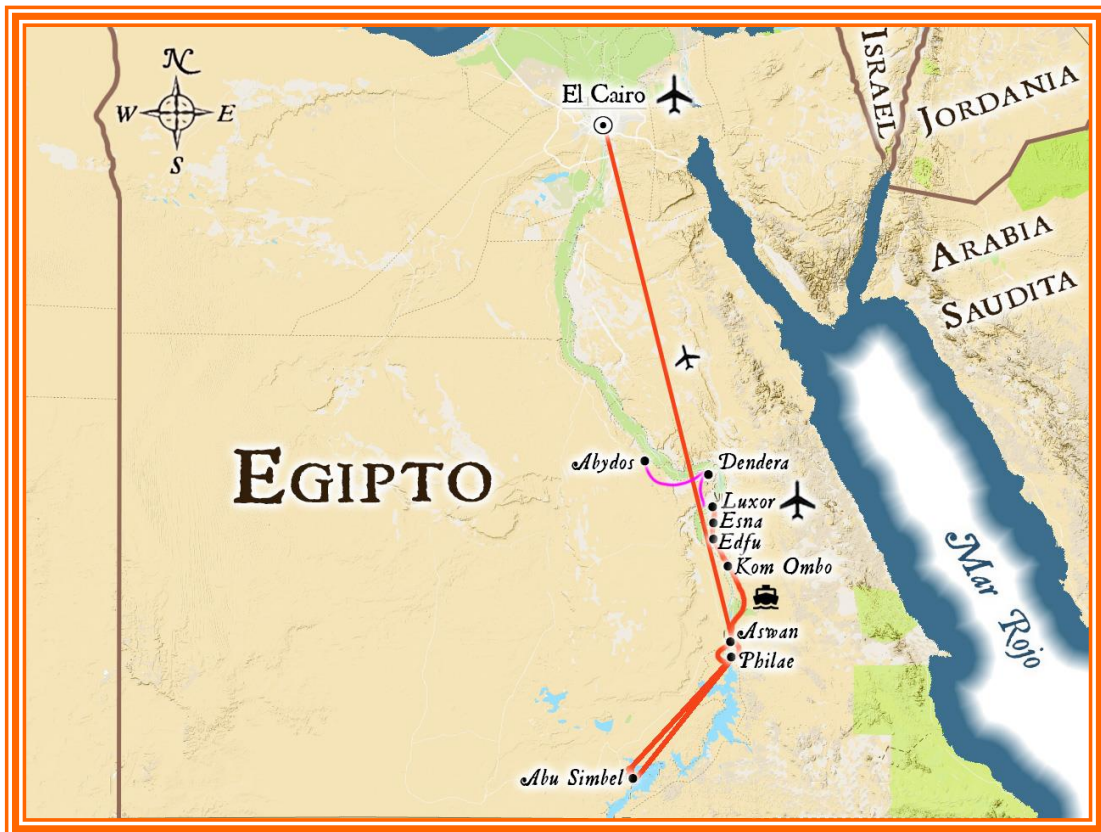 N
W E
S
El Cairo
ISRAEL
JORDANIA
ARABIA
SAUDITA
EGIPTO
Abydos
Dendera
Luxor
Esna
Edfu
Kom Ombo
Aswan
Philae
Abu Simbel
Mar Rojo